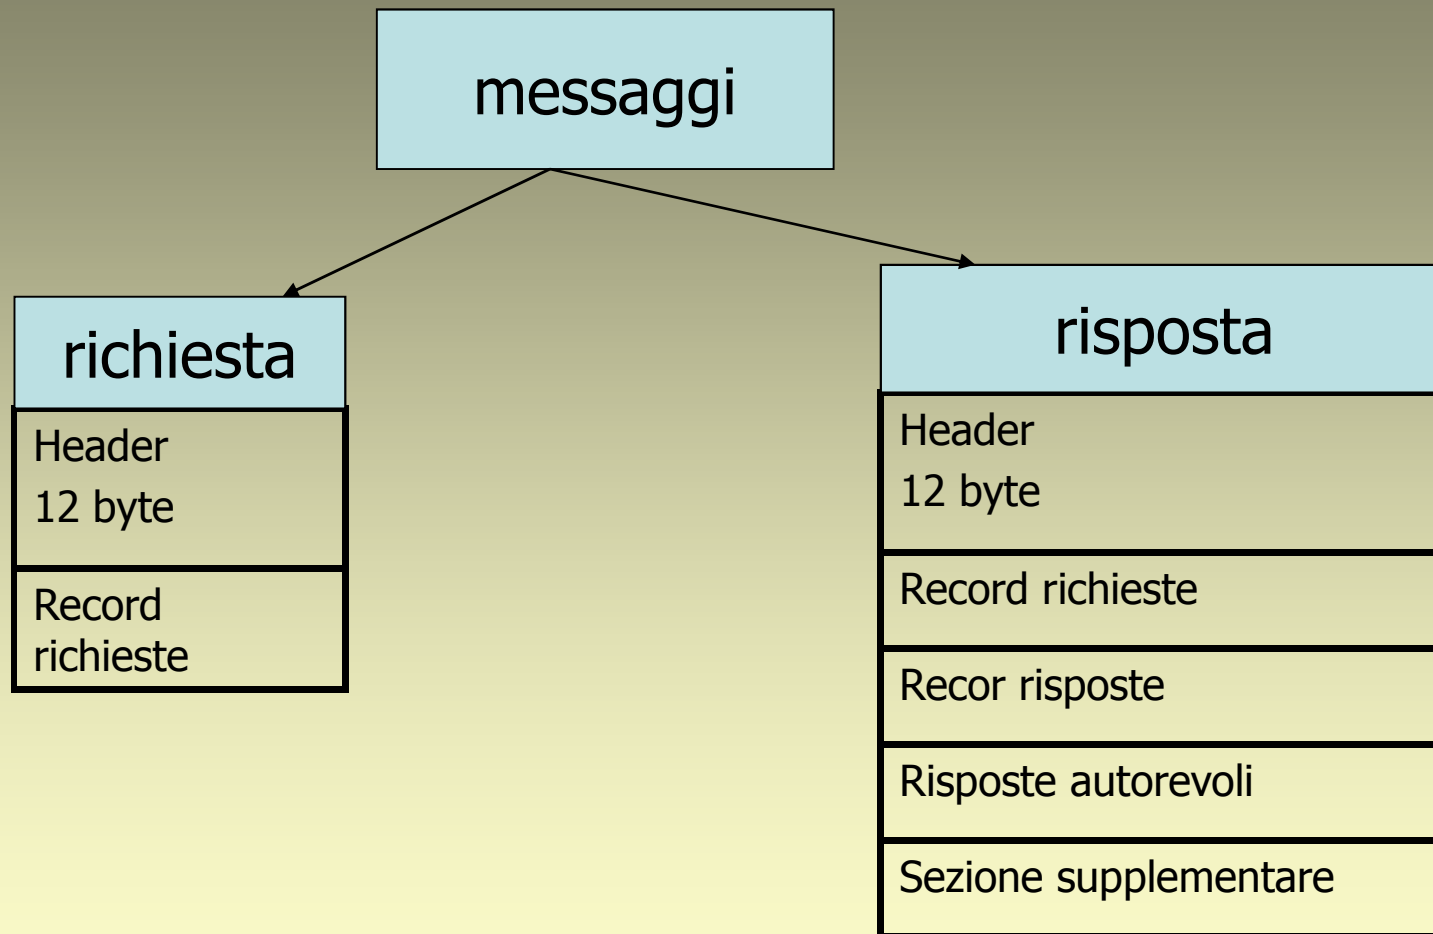 messaggi
richiesta
Header
12 byte
Record
richieste
risposta
Header
12 byte
Record richieste
Recor risposte
Risposte autorevoli
Sezione supplementare